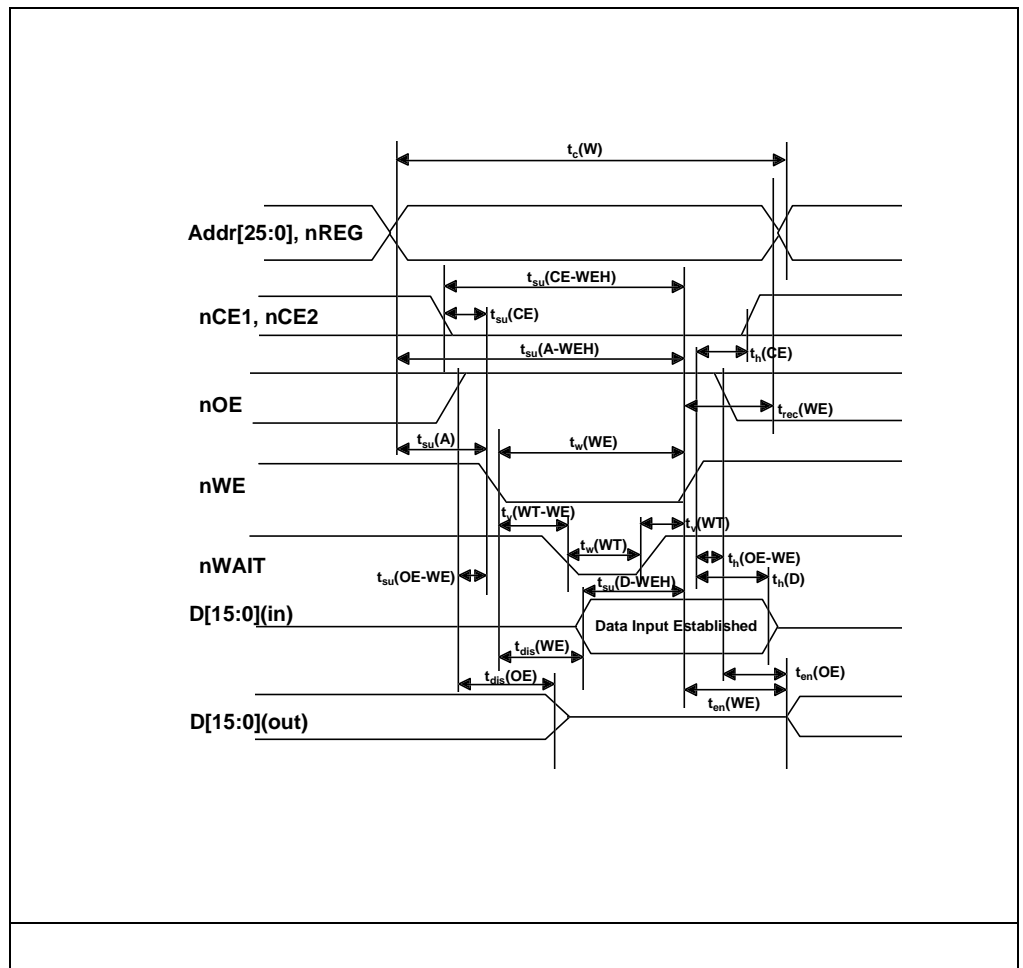 tc(W)
Addr[25:0], nREG
tsu(CE-WEH)
nCE1, nCE2
tsu(CE)
tsu(A-WEH)
th(CE)
nOE
trec(WE)
tsu(A)
tw(WE)
nWE
tv(WT-WE)
tv(WT)
tw(WT)
nWAIT
th(OE-WE)
tsu(OE-WE)
tsu(D-WEH)
th(D)
D[15:0](in)
Data Input Established
tdis(WE)
tdis(OE)
ten(OE)
ten(WE)
D[15:0](out)